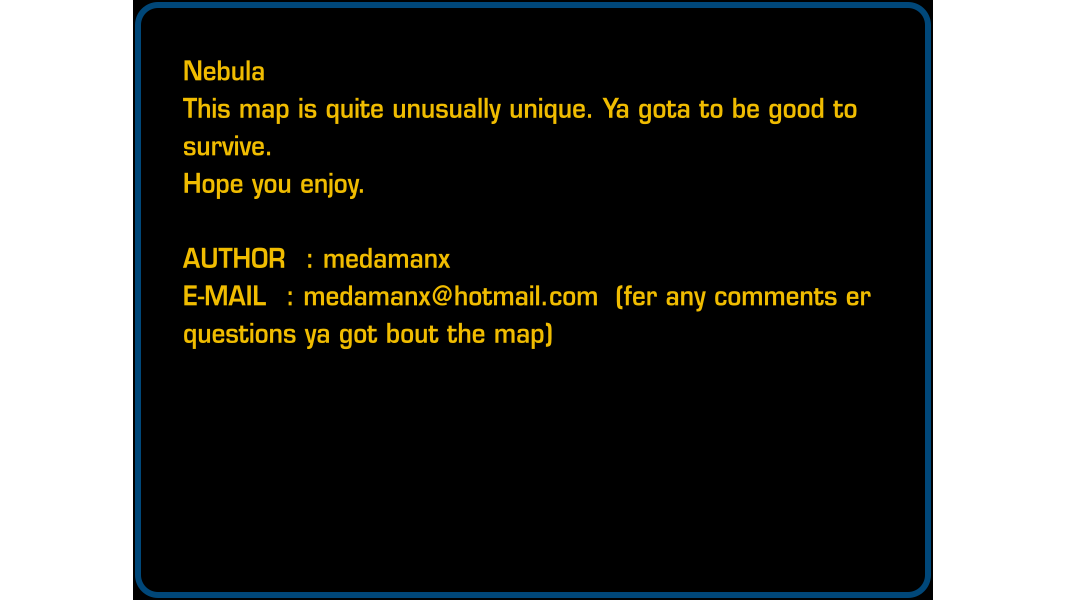 Nebula
This map is quite unusually unique. Ya gota to be good to
survive.
Hope you enjoy.
AUTHOR : medamanx
E-MAIL : medamanx@hotmail.com (fer any comments er
questions ya got bout the map)